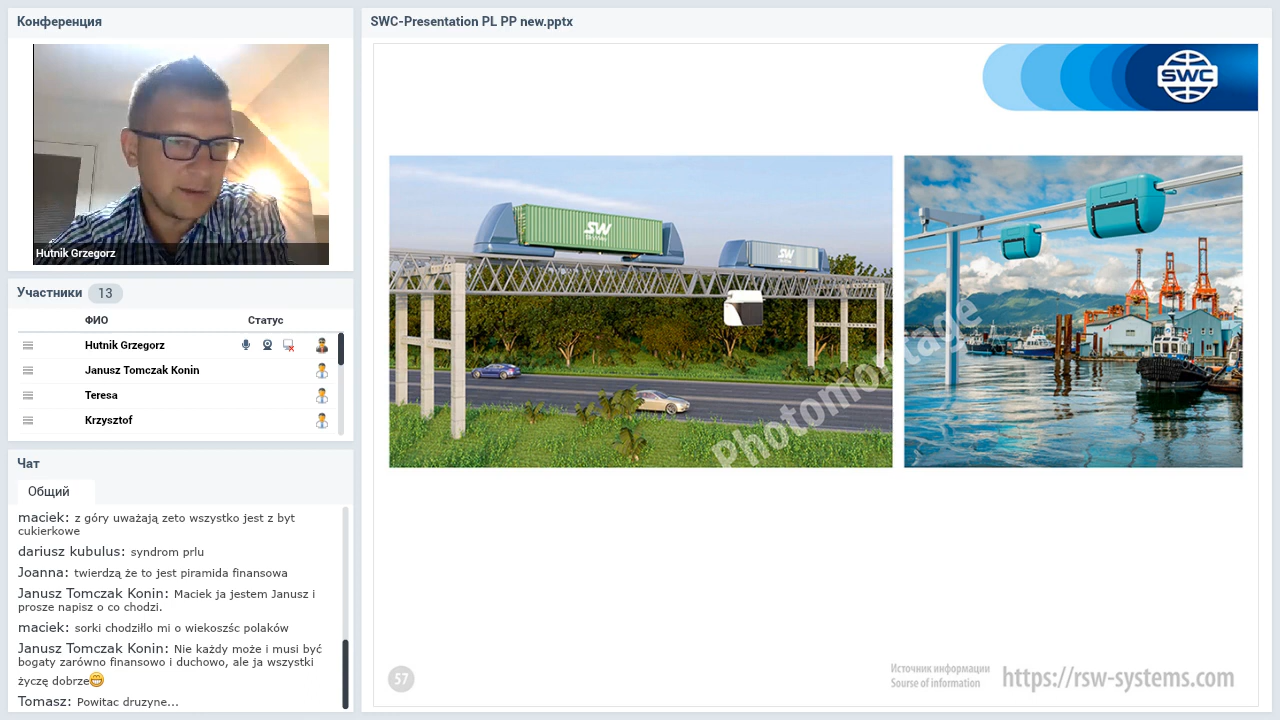 Конференция
Hutnik Grzegorz
Участники 13
ФИО Статус
Hutnik Grzegorz
Janusz Tomczak Konin
Teresa
Krzysztof
Чат
Общий
maciek: z góry uważają zeto wszystko jest z byt
cukierkowe
dariusz kubulus: syndrom prlu
Joanna: twierdzą że to jest piramida finansowa
Janusz Tomczak Konin: Maciek ja jestem Janusz i
prosze napisz o co chodzi.
maciek: sorki chodziłlo mi o wiekoszśc polaków
Janusz Tomczak Konin: Nie każdy może i musi być
bogaty zarówno finansowo i duchowo, ale ja wszystki
życzę dobrze
Tomasz: Powitac druzyne...
SWC-Presentation PL PP new.pptx
SWC
SW
SW
Photomontage
57
Источник информации
Sourse of information
https://rsw-systems.com